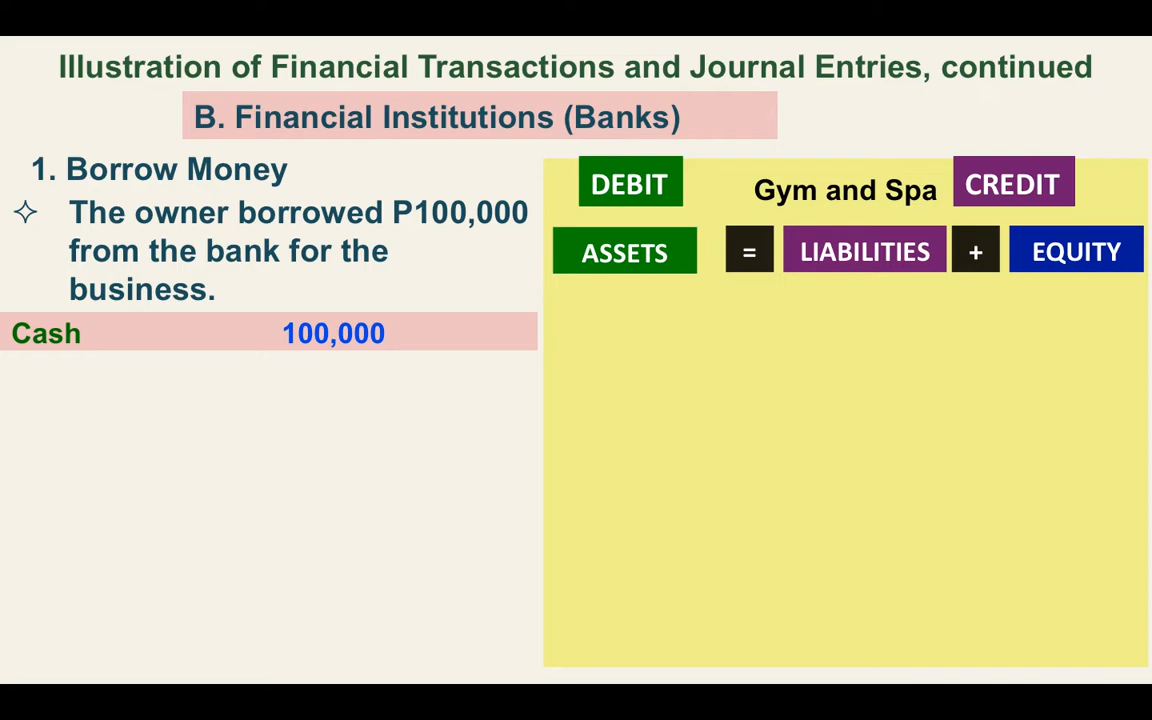 Illustration of Financial Transactions and Journal Entries, continued
B. Financial Institutions (Banks)
1. Borrow Money
✧ The owner borrowed P100,000
from the bank for the
business.
Cash 100,000
DEBIT Gym and Spa CREDIT
ASSETS = LIABILITIES + EQUITY